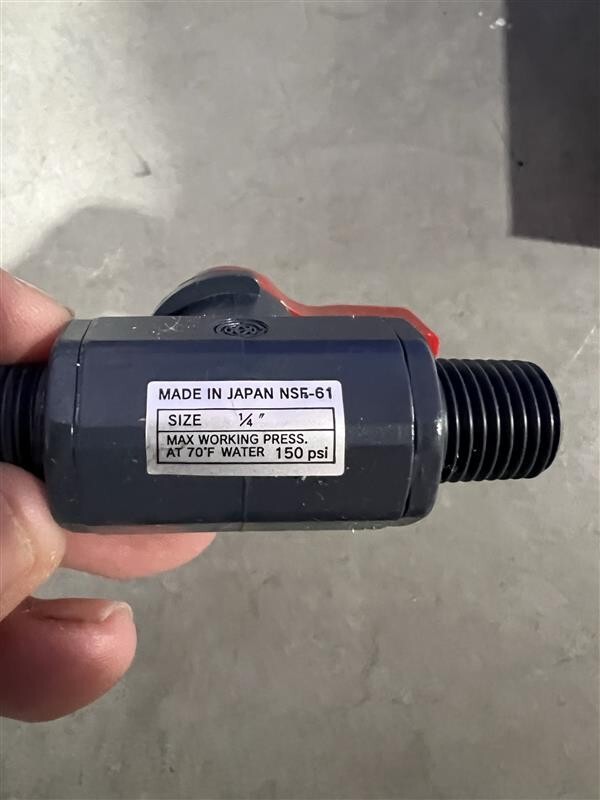 MADE IN JAPAN NSF-61
SIZE 1/4"
MAX WORKING PRESS.
AT 70°F WATER 150 psi